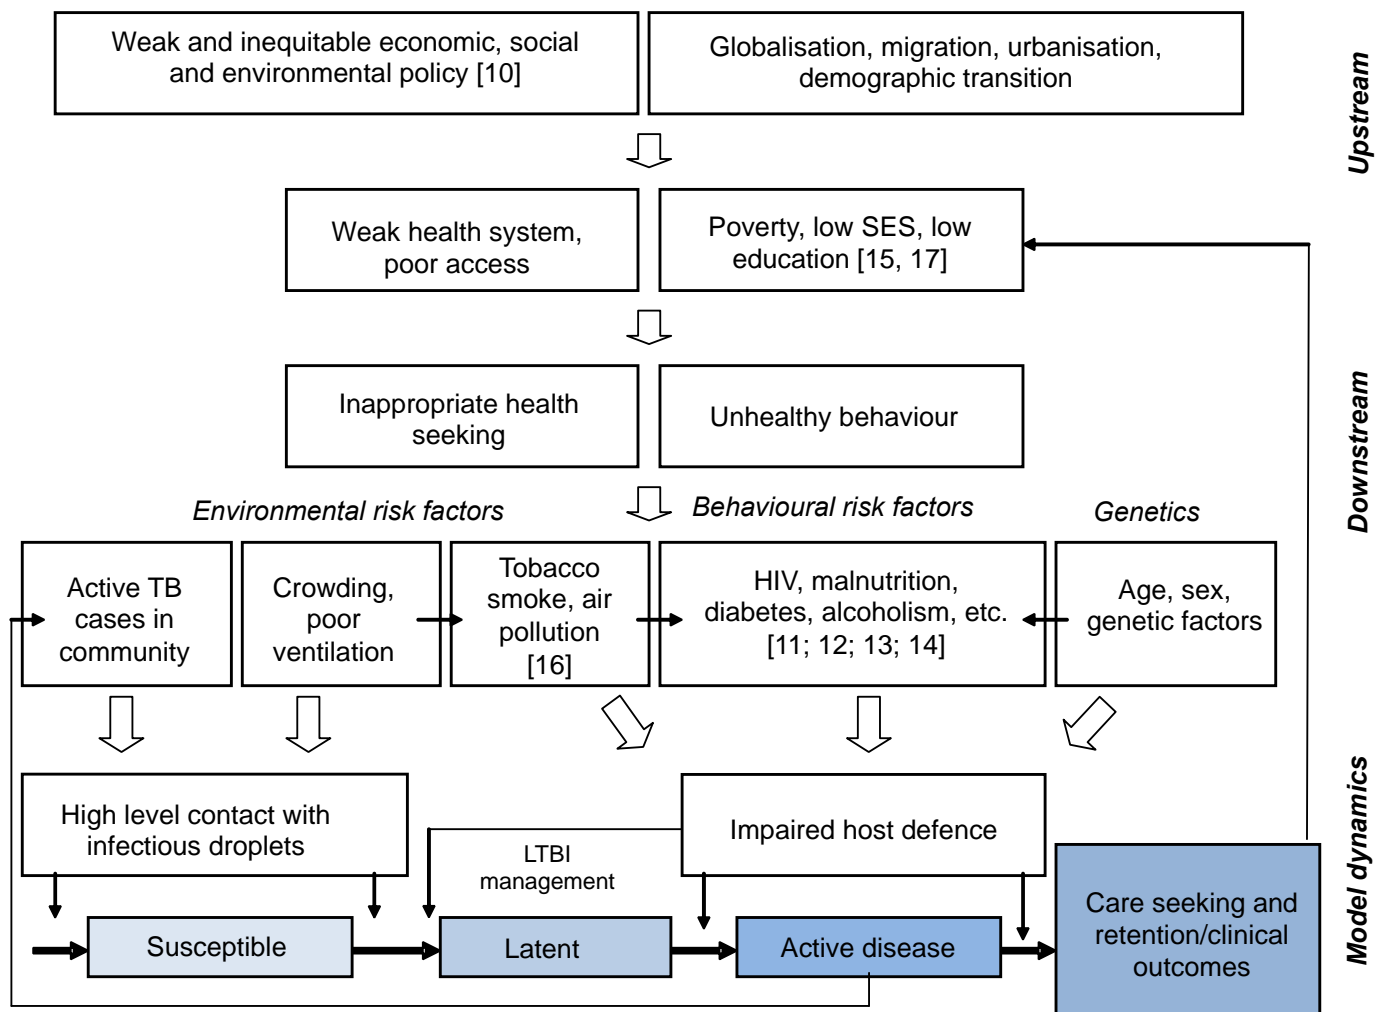 Weak and inequitable economic, social
and environmental policy [10]
Globalisation, migration, urbanisation,
demographic transition
Upstream
Weak health system,
poor access
Poverty, low SES, low
education [15, 17]
Inappropriate health
seeking
Unhealthy behaviour
Downstream
Environmental risk factors
Behavioural risk factors
Genetics
Active TB
cases in
community
Crowding,
poor
ventilation
Tobacco
smoke, air
pollution
[16]
HIV, malnutrition,
diabetes, alcoholism, etc.
[11; 12; 13; 14]
Age, sex,
genetic factors
High level contact with
infectious droplets
LTBI
management
Impaired host defence
Model dynamics
Susceptible
Latent
Active disease
Care seeking and
retention/clinical
outcomes